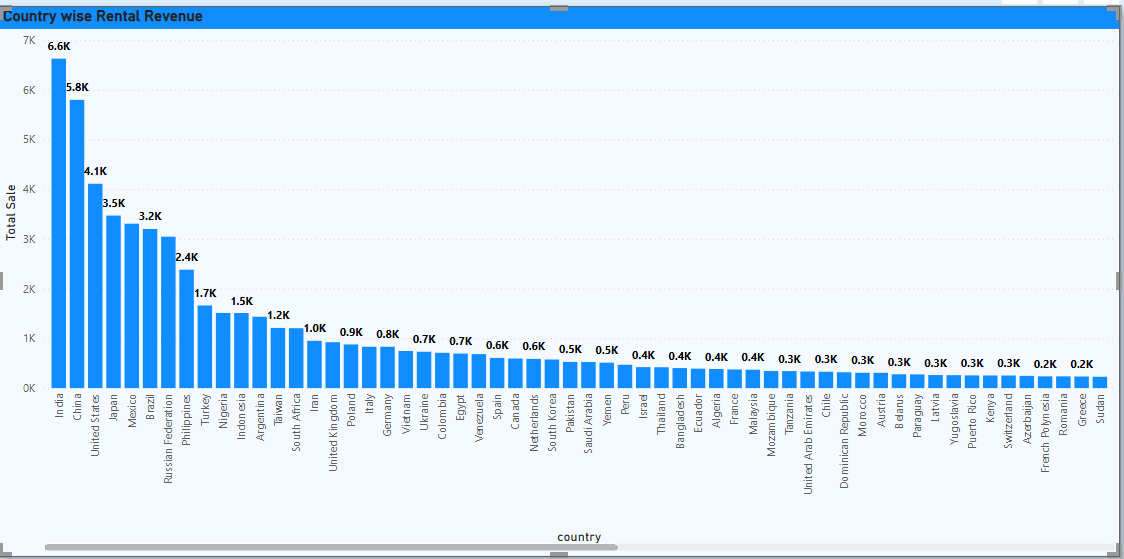 Country wise Rental Revenue
Total Sale
7K
6K
5K
4K
3K
2K
1K
0K
6.6K
5.8K
4.1K
3.5K
3.2K
2.4K
1.7K
1.5K
1.2K
1.0K
0.9K
0.8K
0.7K
0.7K
0.6K
0.6K
0.5K
0.5K
0.4K
0.4K
0.4K
0.4K
0.3K
0.3K
0.3K
0.3K
0.3K
0.3K
0.3K
0.2K
0.2K
India
China
United States
Japan
Mexico
Brazil
Russian Federation
Philippines
Turkey
Nigeria
Indonesia
Argentina
Taiwan
South Africa
Iran
United Kingdom
Poland
Italy
Germany
Vietnam
Ukraine
Colombia
Egypt
Venezuela
Spain
Canada
Netherlands
South Korea
Pakistan
Saudi Arabia
Yemen
Peru
Israel
Thailand
Bangladesh
Ecuador
Algeria
France
Malaysia
Mozambique
Tanzania
United Arab Emirates
Chile
Dominican Republic
Morocco
Austria
Belarus
Paraguay
Latvia
Yugoslavia
Puerto Rico
Kenya
Switzerland
Azerbaijan
French Polynesia
Romania
Greece
Sudan
country